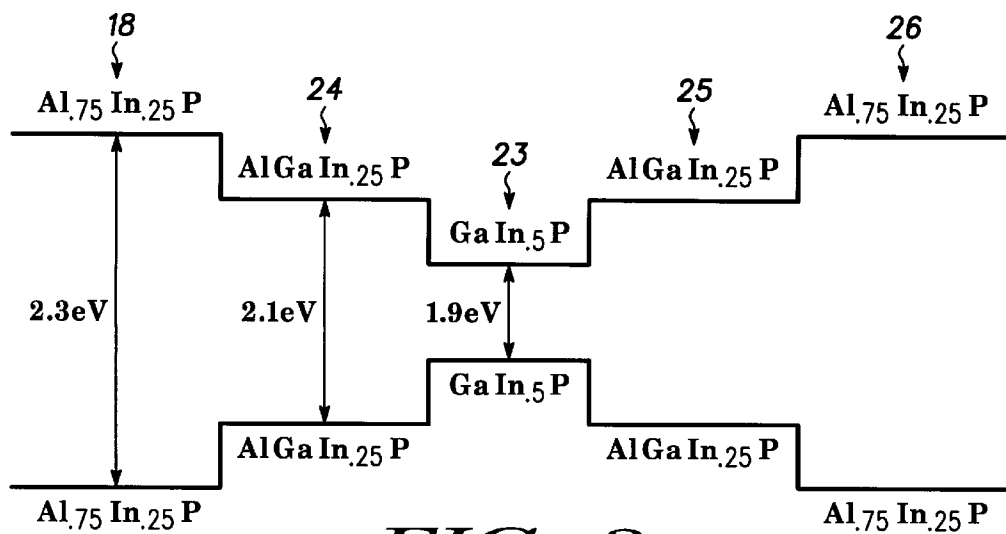 18
26
Al.75 In.25 P
24
25
Al.75 In.25 P
AlGa In.25 P
23
AlGa In.25 P
Ga In.5 P
2.3eV
2.1eV
1.9eV
Ga In.5 P
AlGa In.25 P
AlGa In.25 P
Al.75 In.25 P
Al.75 In.25 P